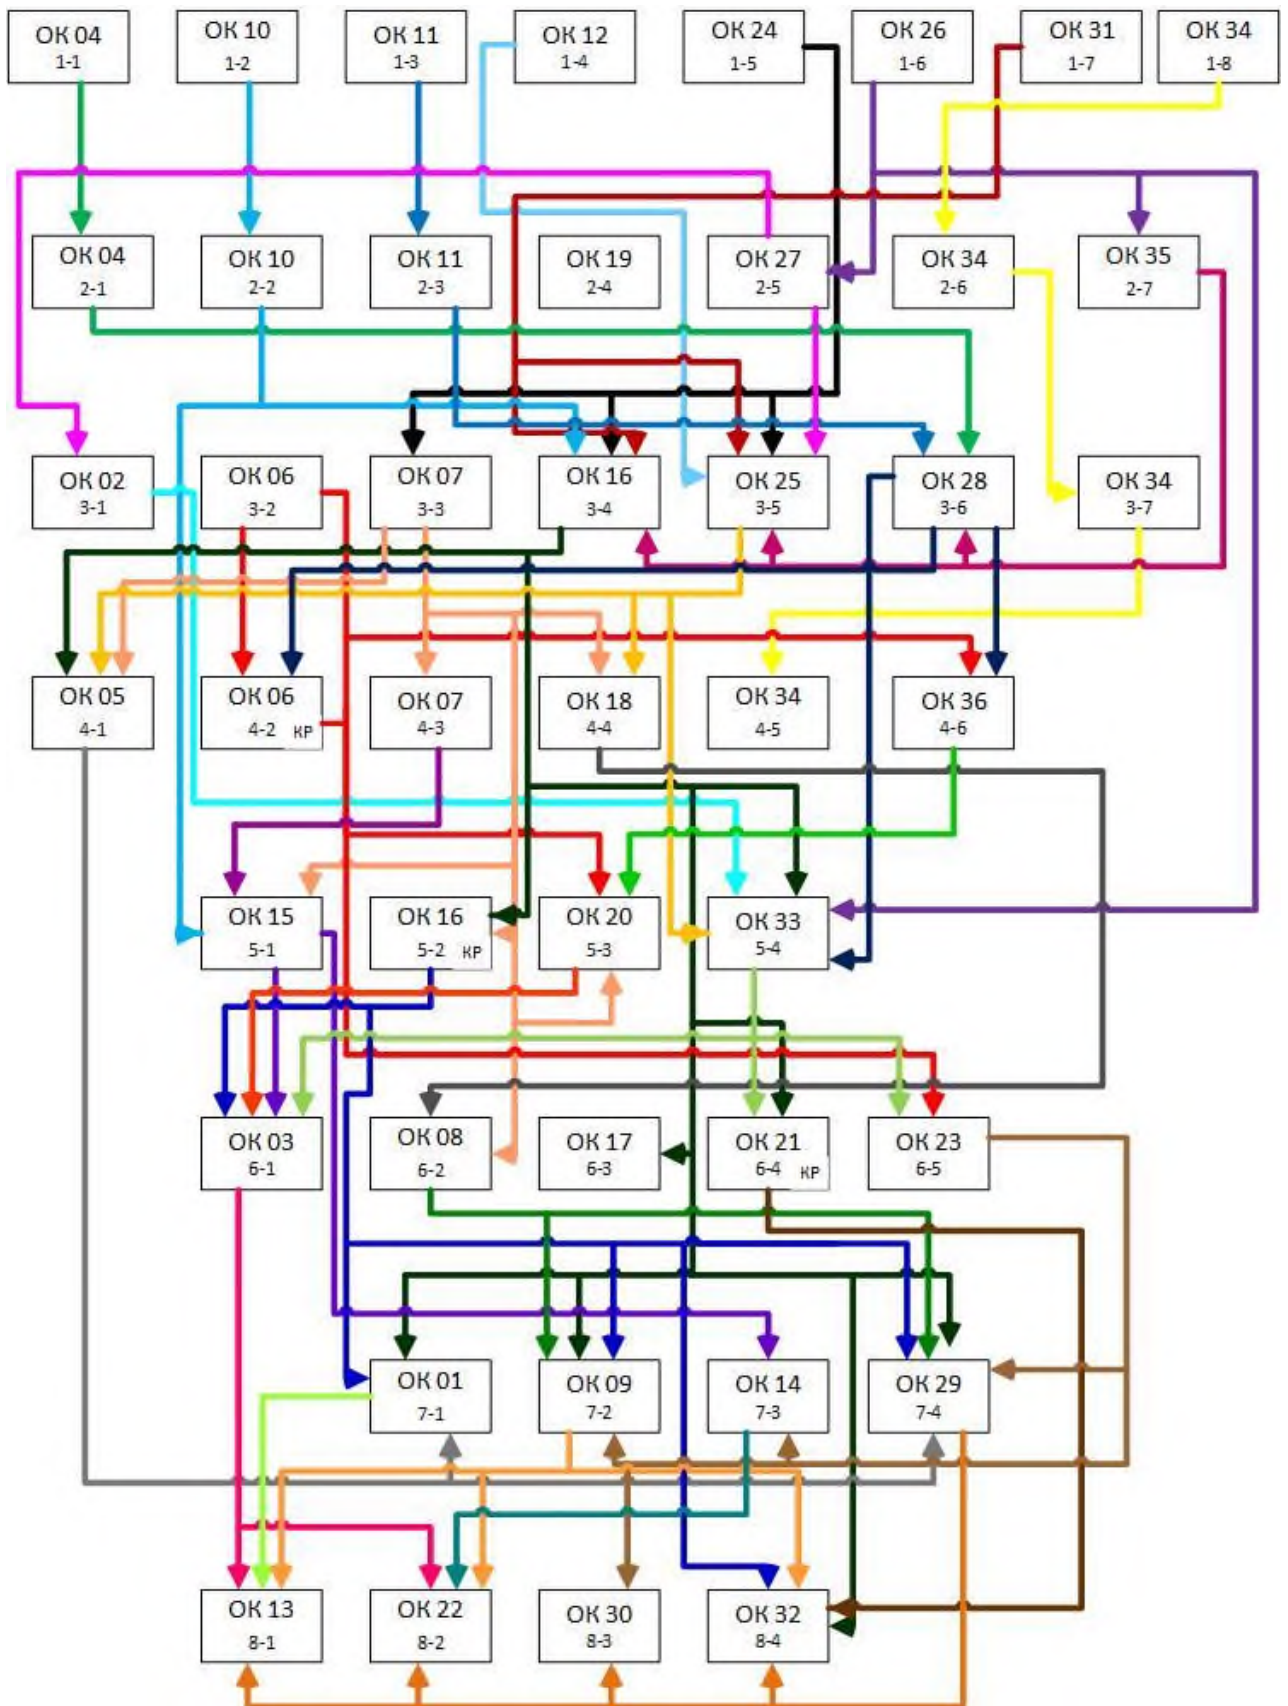 ОК 04
1-1
ОК 10
1-2
ОК 11
1-3
ОК 12
1-4
ОК 24
1-5
ОК 26
1-6
ОК 31
1-7
ОК 34
1-8
ОК 04
2-1
ОК 10
2-2
ОК 11
2-3
ОК 19
2-4
ОК 27
2-5
ОК 34
2-6
ОК 35
2-7
ОК 02
3-1
ОК 06
3-2
ОК 07
3-3
ОК 16
3-4
ОК 25
3-5
ОК 28
3-6
ОК 34
3-7
ОК 05
4-1
ОК 06
4-2 КР
ОК 07
4-3
ОК 18
4-4
ОК 34
4-5
ОК 36
4-6
ОК 15
5-1
ОК 16
5-2 КР
ОК 20
5-3
ОК 33
5-4
ОК 03
6-1
ОК 08
6-2
ОК 17
6-3
ОК 21
6-4 КР
ОК 23
6-5
ОК 01
7-1
ОК 09
7-2
ОК 14
7-3
ОК 29
7-4
ОК 13
8-1
ОК 22
8-2
ОК 30
8-3
ОК 32
8-4